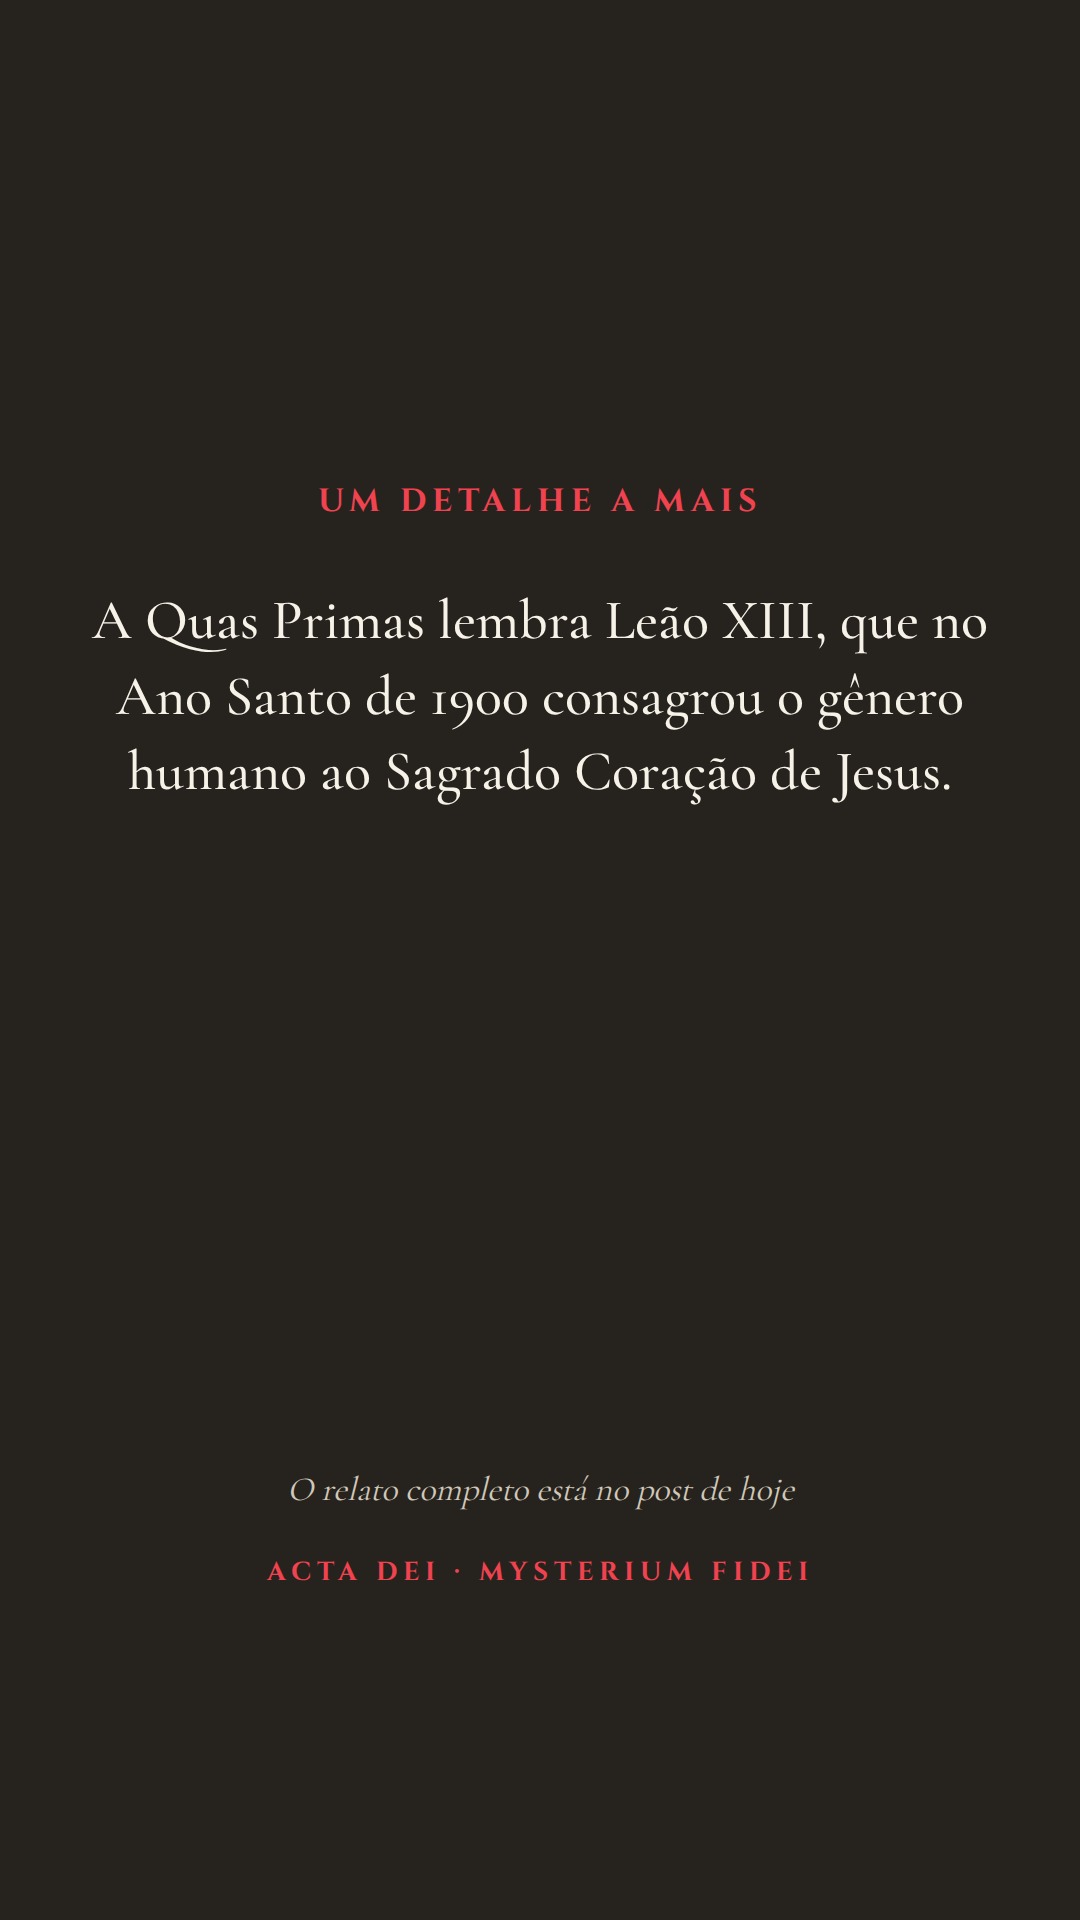 UM DETALHE A MAIS
A Quas Primas lembra Leão XIII, que no
Ano Santo de 1900 consagrou o gênero
humano ao Sagrado Coração de Jesus.
O relato completo está no post de hoje
ACTA DEI · MYSTERIUM FIDEI